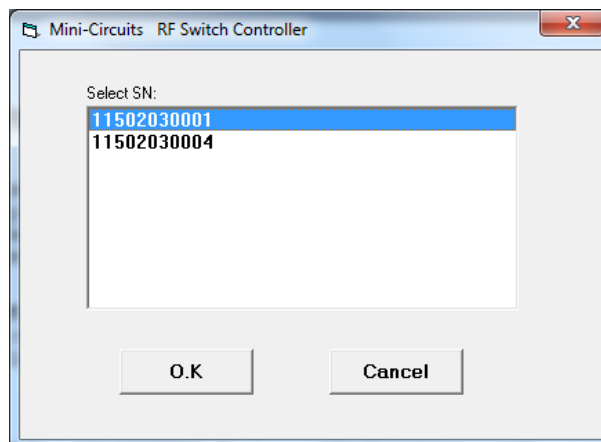 Mini-Circuits RF Switch Controller
Select SN:
11502030001
11502030004
O.K
Cancel